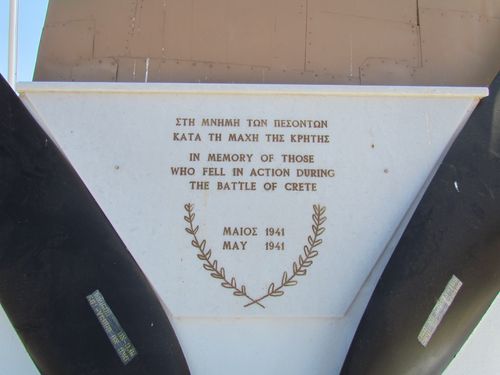 ΣΤΗ ΜΝΗΜΗ ΤΩΝ ΠΕΣΟΝΤΩΝ
ΚΑΤΑ ΤΗ ΜΑΧΗ ΤΗΣ ΚΡΗΤΗΣ
IN MEMORY OF THOSE
WHO FELL IN ACTION DURING
THE BATTLE OF CRETE
ΜΑΙΟΣ 1941
MAY 1941